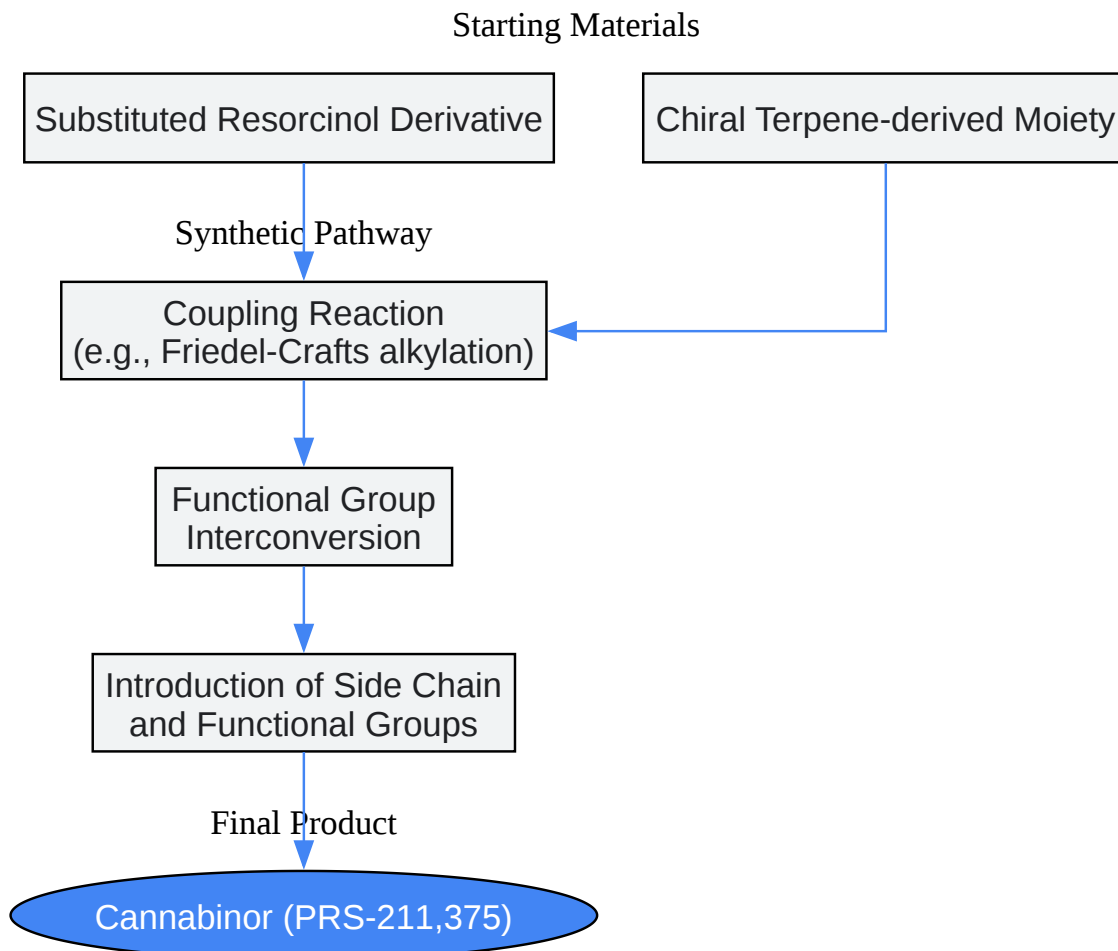 Starting Materials
Substituted Resorcinol Derivative
Chiral Terpene-derived Moiety
Synthetic Pathway
Coupling Reaction
(e.g., Friedel-Crafts alkylation)
Functional Group
Interconversion
Introduction of Side Chain
and Functional Groups
Final Product
Cannabinor (PRS-211,375)